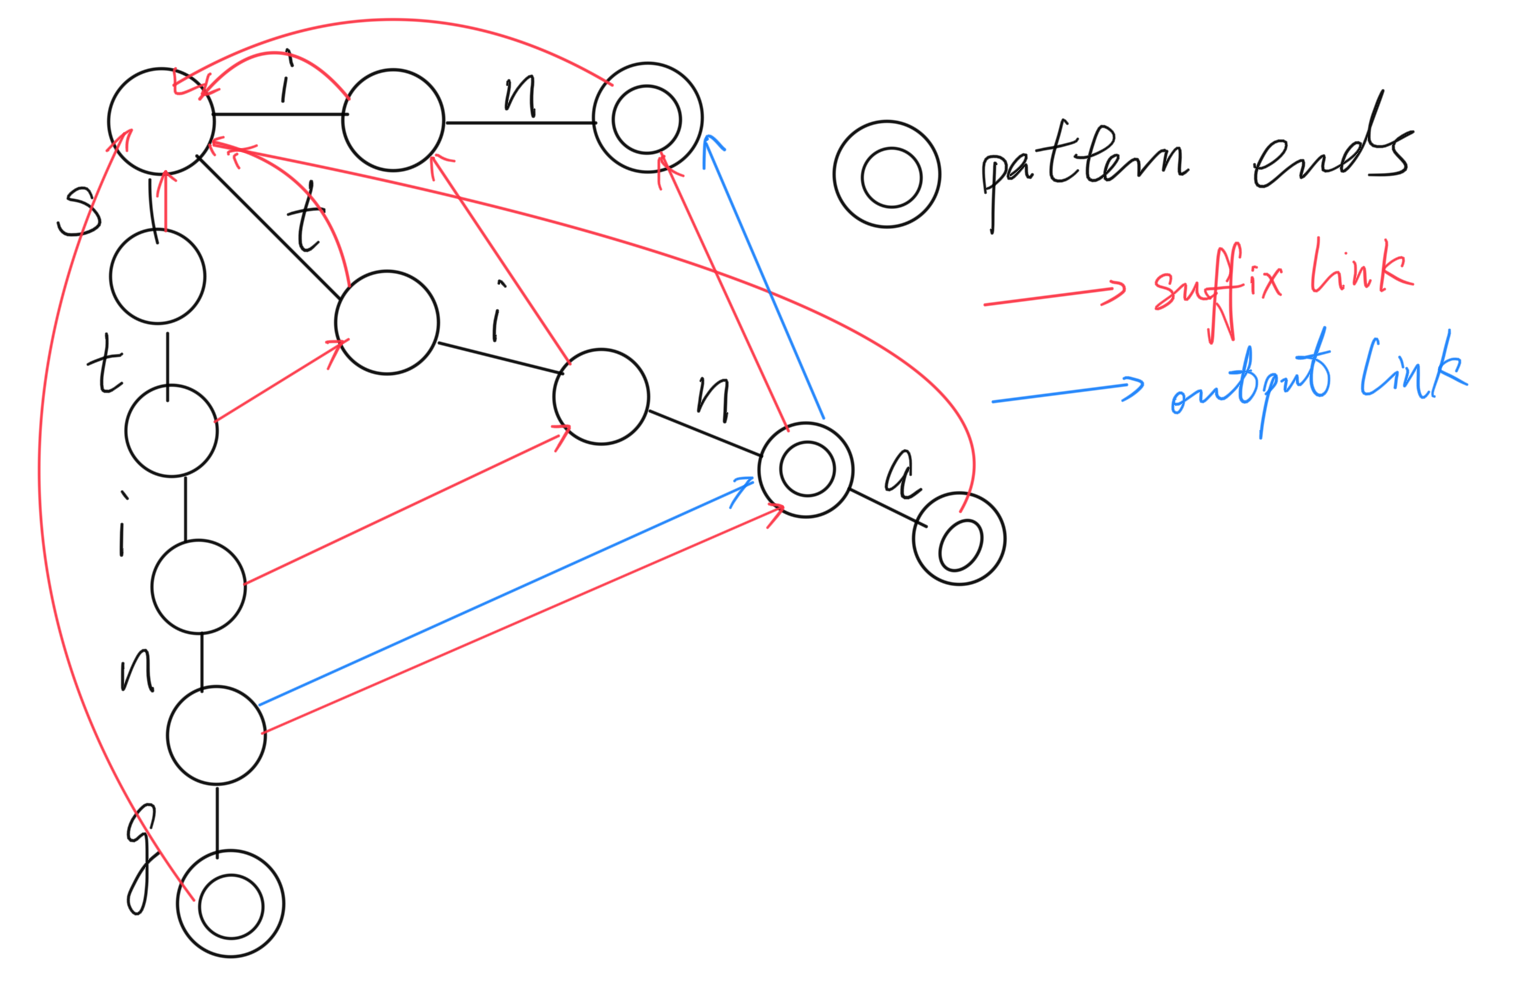 i
n
pattern ends
s
t
suffix link
t
i
output link
n
a
i
n
g